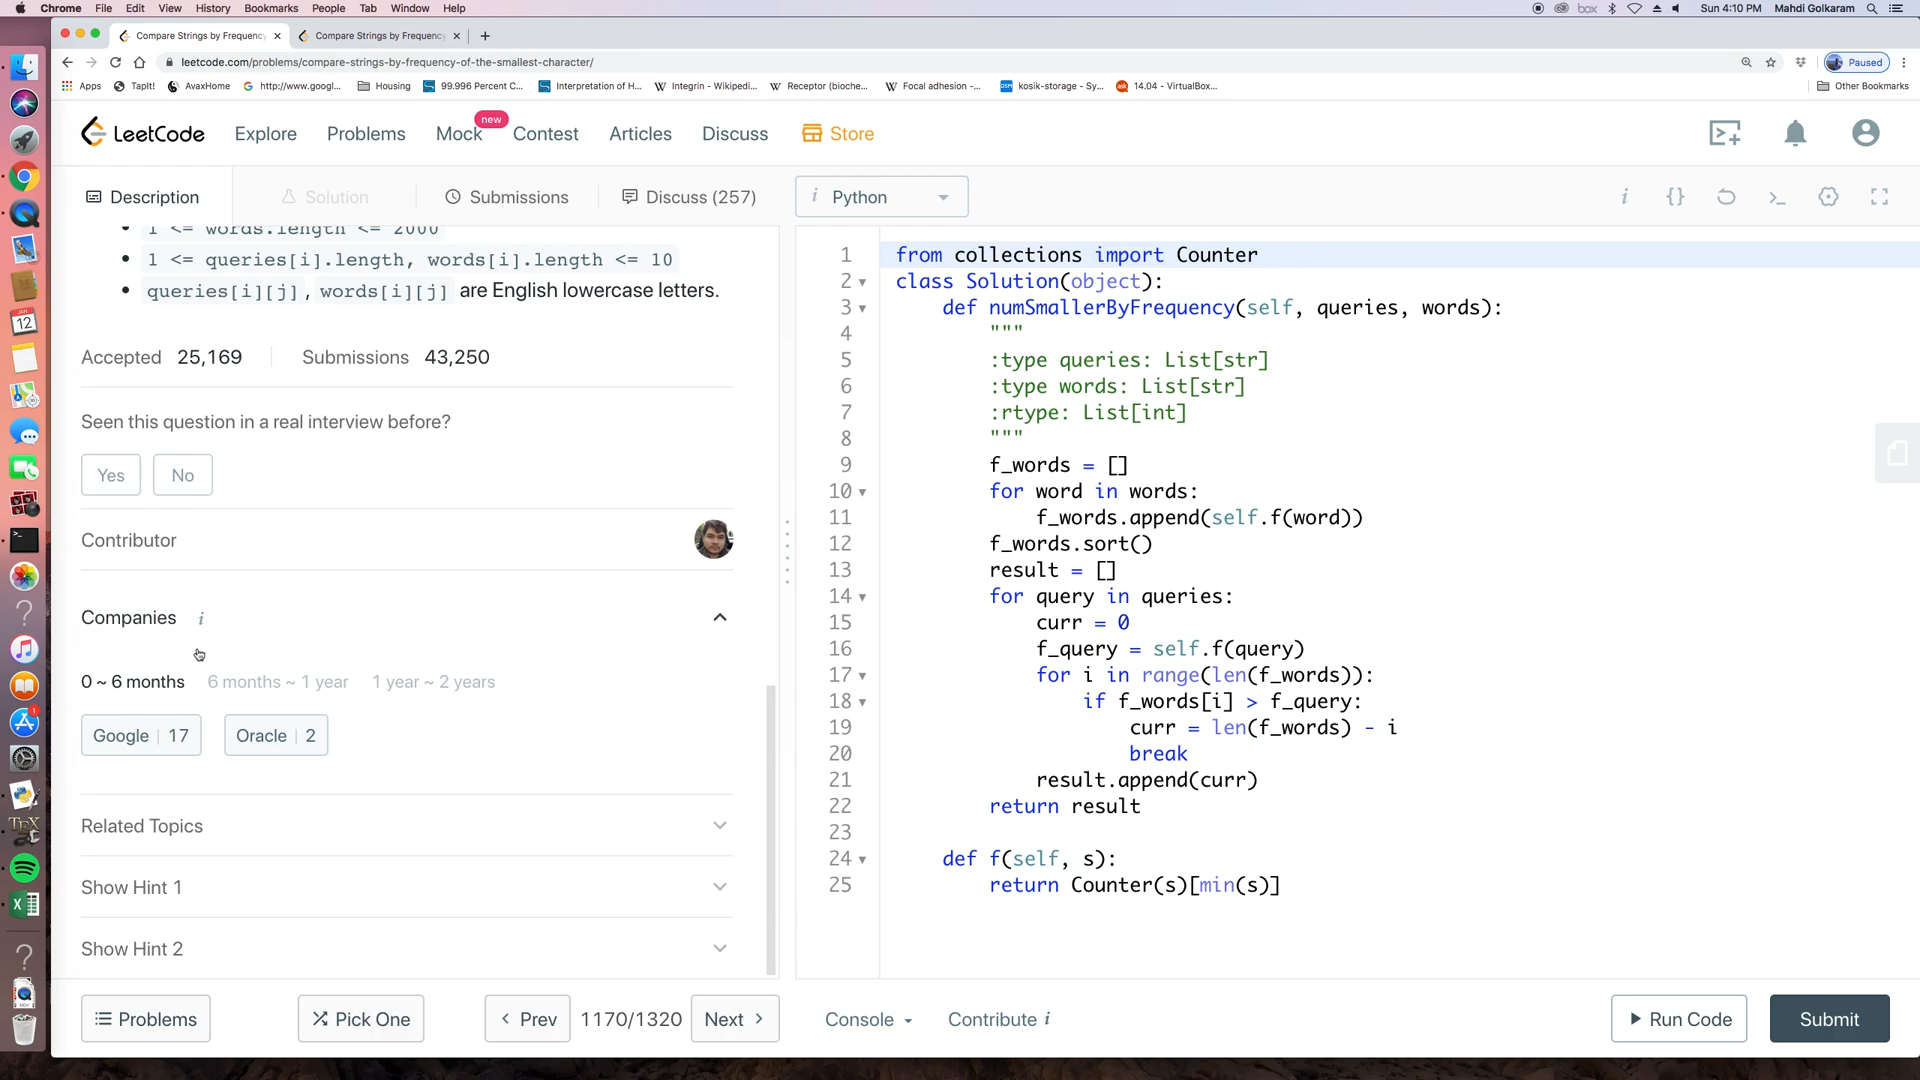 Chrome File Edit View History Bookmarks People Tab Window Help
box Sun 4:10 PM Mahdi Golkaram
Compare Strings by Frequency
Compare Strings by Frequency
leetcode.com/problems/compare-strings-by-frequency-of-the-smallest-character/
Paused
Apps TapIt! AvaxHome http://www.googl... Housing 99.996 Percent C... Interpretation of H... Integrin - Wikipedi... Receptor (bioche... Focal adhesion -... kosik-storage - Sy... 14.04 - VirtualBox... Other Bookmarks
LeetCode Explore Problems Mock new Contest Articles Discuss Store
Description Solution Submissions Discuss (257)
i Python
1 <= words.length <= 2000
1 <= queries[i].length, words[i].length <= 10
queries[i][j], words[i][j] are English lowercase letters.
Accepted 25,169 Submissions 43,250
Seen this question in a real interview before?
Yes No
Contributor
Companies i
0 ~ 6 months 6 months ~ 1 year 1 year ~ 2 years
Google 17 Oracle 2
Related Topics
Show Hint 1
Show Hint 2
1 from collections import Counter
2 class Solution(object):
3 def numSmallerByFrequency(self, queries, words):
4 """
5 :type queries: List[str]
6 :type words: List[str]
7 :rtype: List[int]
8 """
9 f_words = []
10 for word in words:
11 f_words.append(self.f(word))
12 f_words.sort()
13 result = []
14 for query in queries:
15 curr = 0
16 f_query = self.f(query)
17 for i in range(len(f_words)):
18 if f_words[i] > f_query:
19 curr = len(f_words) - i
20 break
21 result.append(curr)
22 return result
23
24 def f(self, s):
25 return Counter(s)[min(s)]
Problems Pick One < Prev 1170/1320 Next > Console Contribute i Run Code Submit
JAN
12
1
TEX